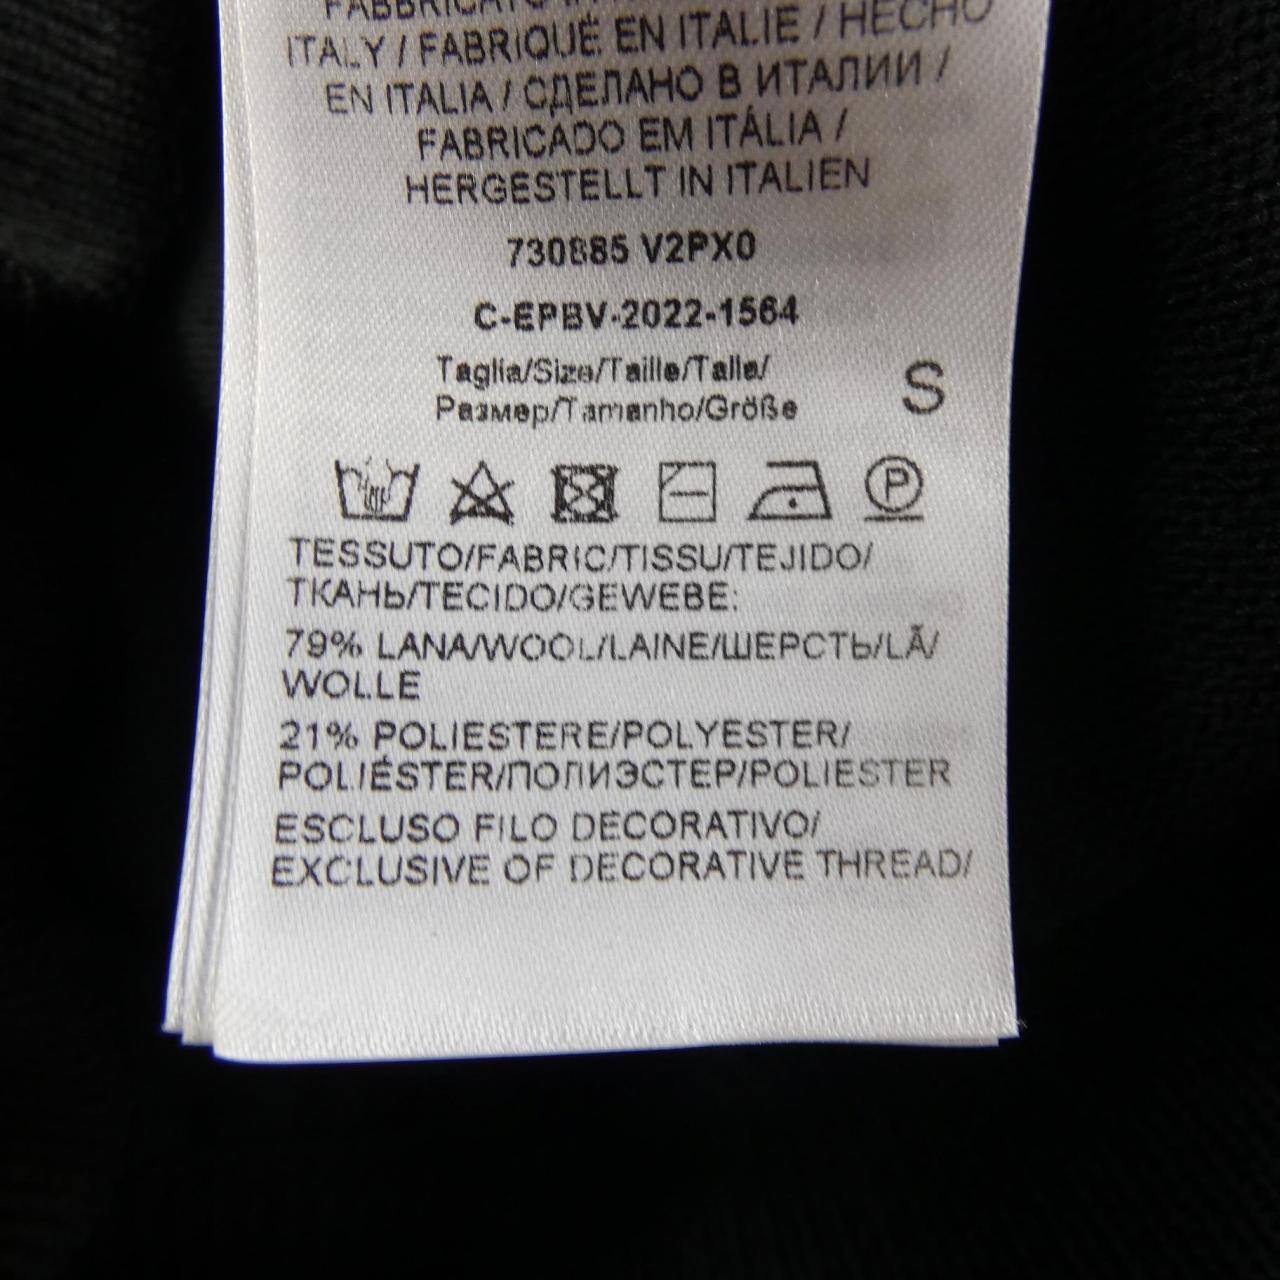 FABBRICATO IN
ITALY / FABRIQUÉ EN ITALIE / HECHO
EN ITALIA / СДЕЛАНО В ИТАЛИИ /
FABRICADO EM ITÁLIA /
HERGESTELLT IN ITALIEN
730885 V2PX0
C-EPBV-2022-1564
Taglia/Size/Taille/Talla/
Размер/Tamanho/Größe
S
P
TESSUTO/FABRIC/TISSU/TEJIDO/
ТКАНЬ/TECIDO/GEWEBE:
79% LANA/WOOL/LAINE/ШЕРСТЬ/LÃ/
WOLLE
21% POLIESTERE/POLYESTER/
POLIÉSTER/ПОЛИЭСТЕР/POLIESTER
ESCLUSO FILO DECORATIVO/
EXCLUSIVE OF DECORATIVE THREAD/